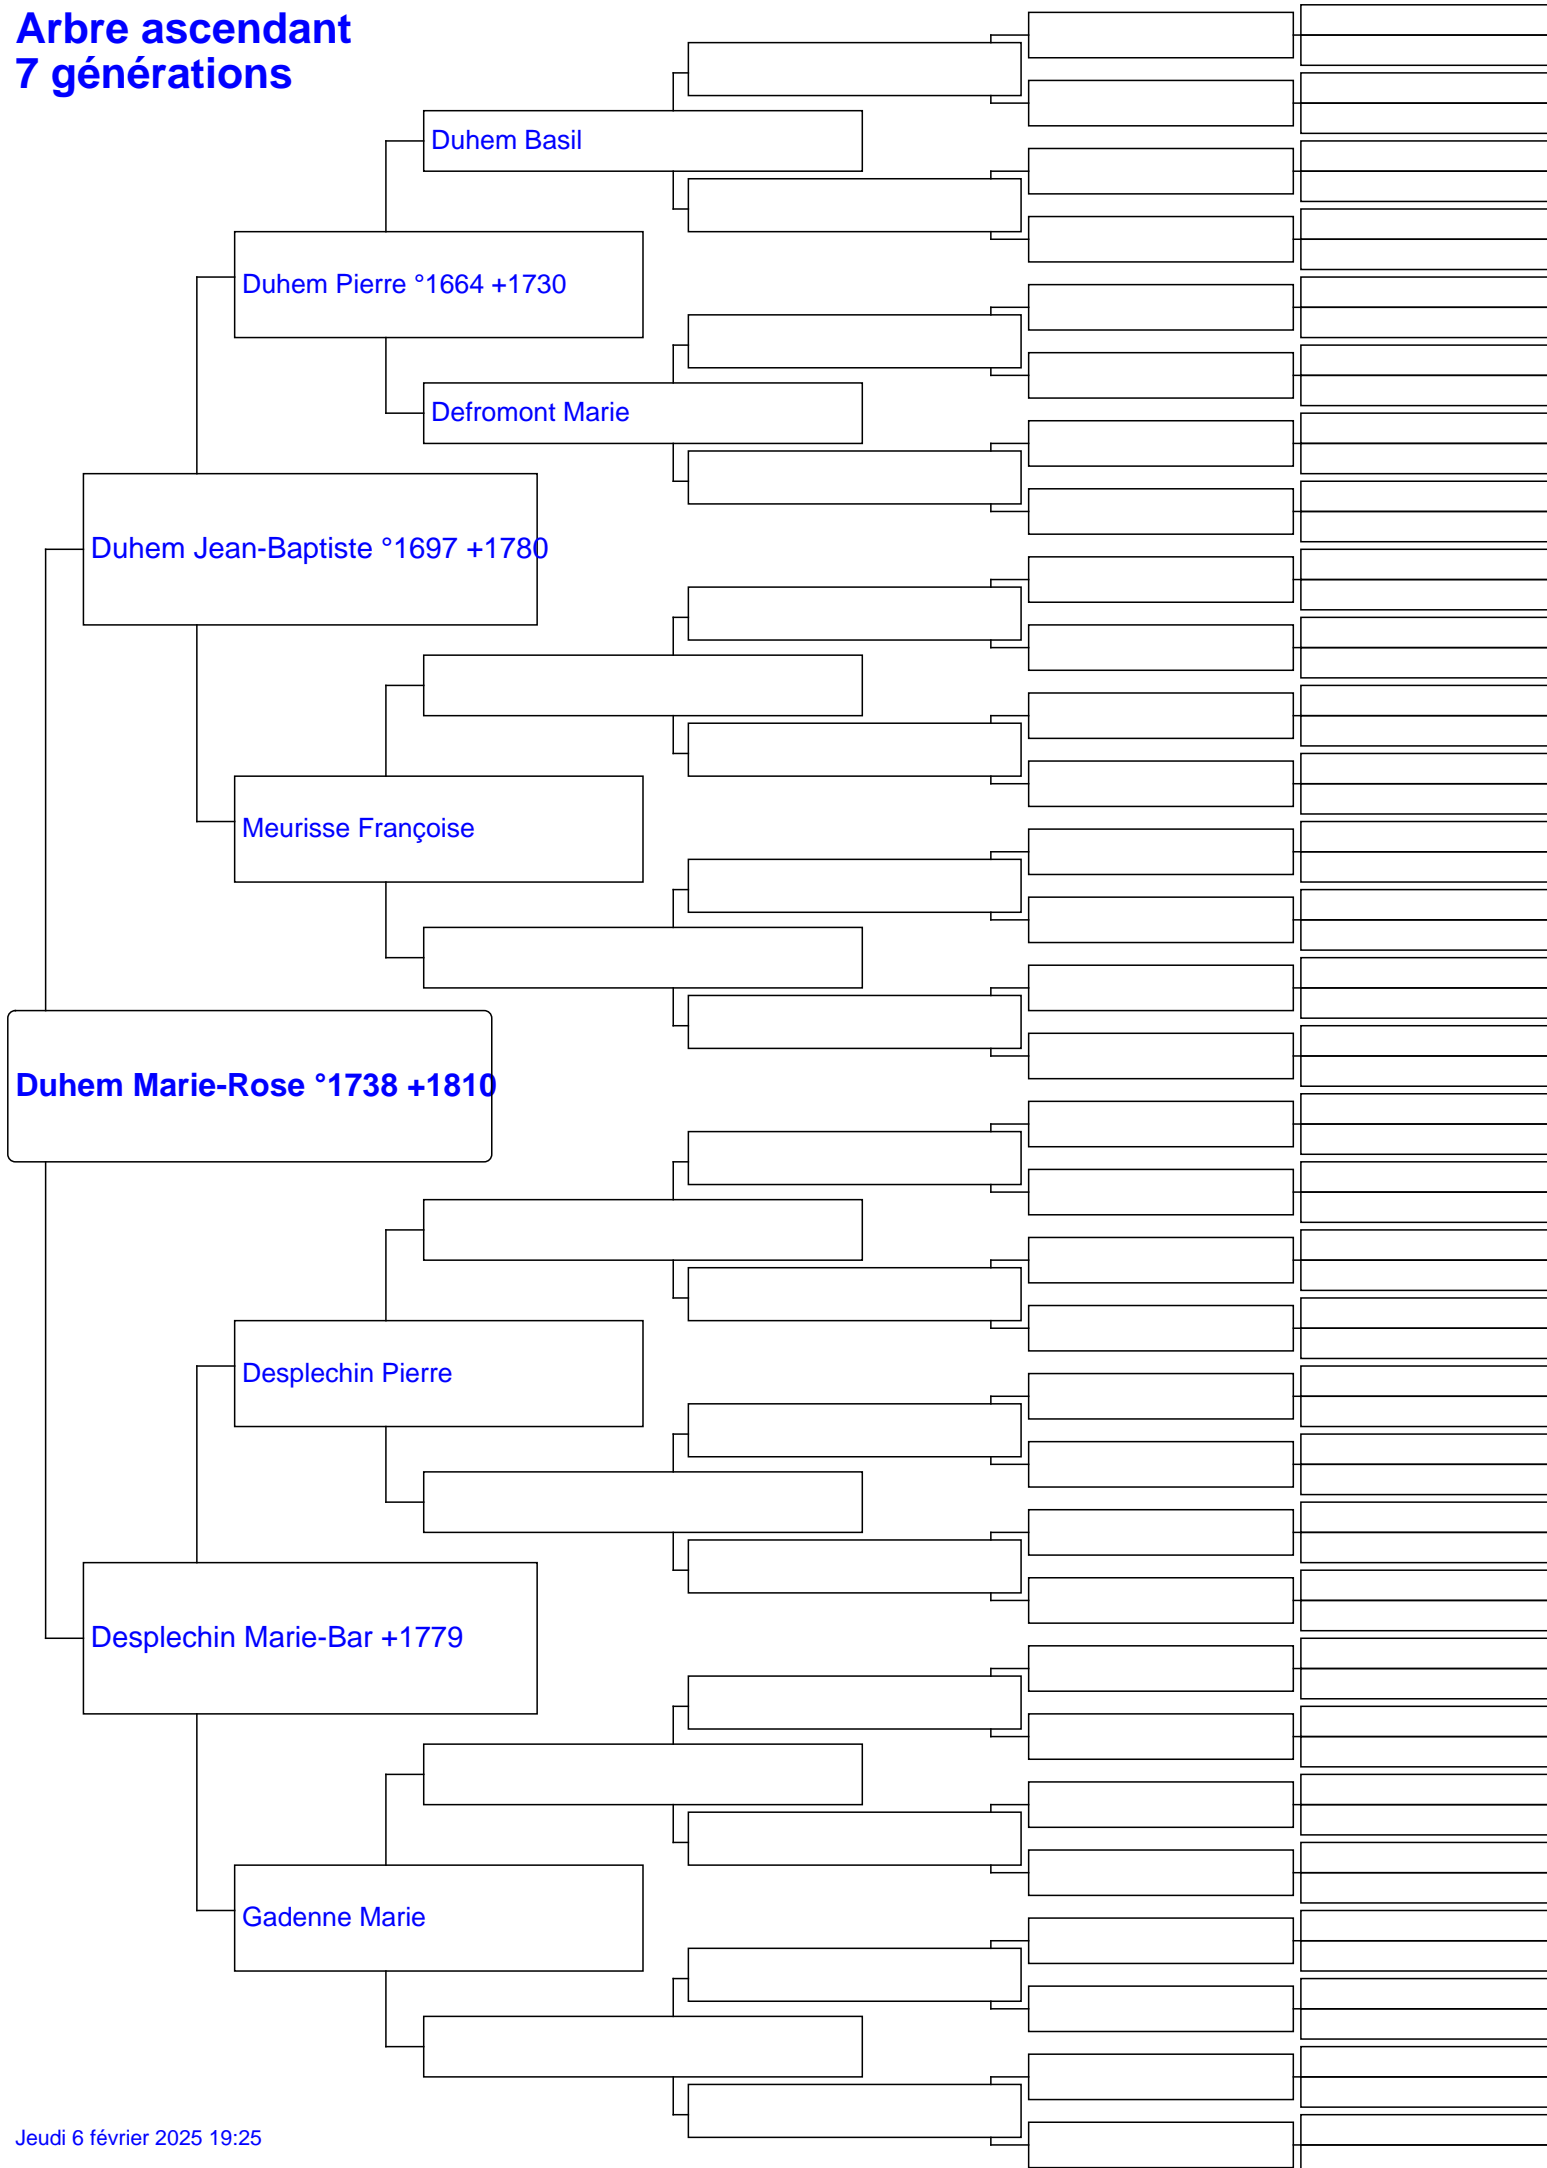 Arbre ascendant
7 générations
Duhem Basil
Duhem Pierre °1664 +1730
Defromont Marie
Duhem Jean-Baptiste °1697 +1780
Meurisse Françoise
Duhem Marie-Rose °1738 +1810
Desplechin Pierre
Desplechin Marie-Bar +1779
Gadenne Marie
Jeudi 6 février 2025 19:25